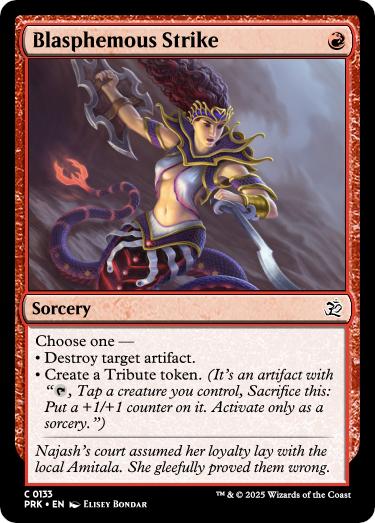 Blasphemous Strike
Sorcery
Choose one —
• Destroy target artifact.
• Create a Tribute token. (It's an artifact with
“, Tap a creature you control, Sacrifice this:
Put a +1/+1 counter on it. Activate only as a
sorcery.”)
Najash's court assumed her loyalty lay with the
local Amitala. She gleefully proved them wrong.
C 0133
PRK • EN Elisey Bondar
™ & © 2025 Wizards of the Coast